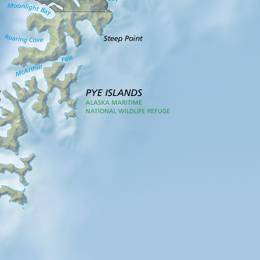 Moonlight Bay
Roaring Cove
McArthur Pass
Steep Point
PYE ISLANDS
ALASKA MARITIME
NATIONAL WILDLIFE REFUGE